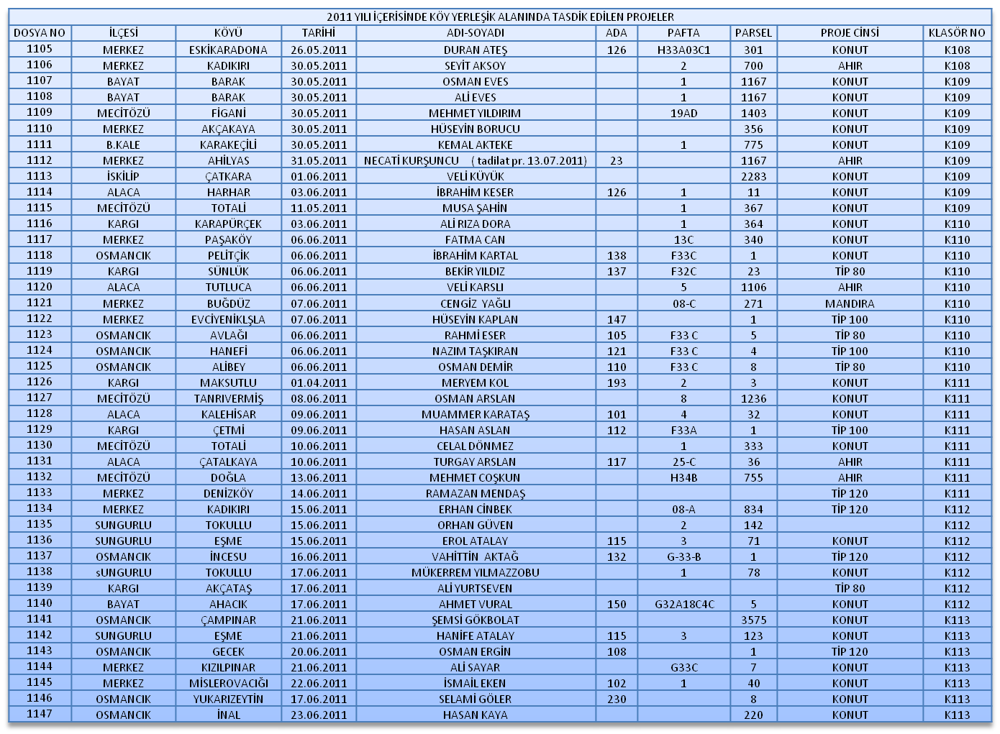 2011 YILI İÇERİSİNDE KÖY YERLEŞİK ALANINDA TASDİK EDİLEN PROJELER
DOSYA NO İLÇESİ KÖYÜ TARİHİ ADI-SOYADI ADA PAFTA PARSEL PROJE CİNSİ KLASÖR NO
1105 MERKEZ ESKİKARADONA 26.05.2011 DURAN ATEŞ 126 H33A03C1 301 KONUT K108
1106 MERKEZ KADIKIRI 30.05.2011 SEYİT AKSOY 2 700 AHIR K108
1107 BAYAT BARAK 30.05.2011 OSMAN EVES 1 1167 KONUT K109
1108 BAYAT BARAK 30.05.2011 ALİ EVES 1 1167 KONUT K109
1109 MECİTÖZÜ FİGANİ 30.05.2011 MEHMET YILDIRIM 19AD 1403 KONUT K109
1110 MERKEZ AKÇAKAYA 30.05.2011 HÜSEYİN BORUCU 356 KONUT K109
1111 B.KALE KARAKEÇİLİ 30.05.2011 KEMAL AKTEKE 1 775 KONUT K109
1112 MERKEZ AHİLYAS 31.05.2011 NECATİ KURŞUNCU ( tadilat pr. 13.07.2011) 23 1167 AHIR K109
1113 İSKİLİP ÇATKARA 01.06.2011 VELİ KÜYÜK 2283 KONUT K109
1114 ALACA HARHAR 03.06.2011 İBRAHİM KESER 126 1 11 KONUT K109
1115 MECİTÖZÜ TOTALİ 11.05.2011 MUSA ŞAHİN 1 367 KONUT K109
1116 KARGI KARAPÜRÇEK 03.06.2011 ALİ RIZA DORA 1 364 KONUT K110
1117 MERKEZ PAŞAKÖY 06.06.2011 FATMA CAN 13C 340 KONUT K110
1118 OSMANCIK PELİTÇİK 06.06.2011 İBRAHİM KARTAL 138 F33C 1 KONUT K110
1119 KARGI SÜNLÜK 06.06.2011 BEKİR YILDIZ 137 F32C 23 TİP 80 K110
1120 ALACA TUTLUCA 06.06.2011 VELİ KARSLI 5 1106 AHIR K110
1121 MERKEZ BUĞDÜZ 07.06.2011 CENGİZ YAĞLI 08-C 271 MANDIRA K110
1122 MERKEZ EVCİYENİKLŞLA 07.06.2011 HÜSEYİN KAPLAN 147 1 TİP 100 K110
1123 OSMANCIK AVLAĞI 06.06.2011 RAHMİ ESER 105 F33 C 5 TİP 80 K110
1124 OSMANCIK HANEFİ 06.06.2011 NAZIM TAŞKIRAN 121 F33 C 4 TİP 100 K110
1125 OSMANCIK ALİBEY 06.06.2011 OSMAN DEMİR 110 F33 C 8 TİP 80 K110
1126 KARGI MAKSUTLU 01.04.2011 MERYEM KOL 193 2 3 KONUT K111
1127 MECİTÖZÜ TANRIVERMİŞ 08.06.2011 OSMAN ARSLAN 8 1236 KONUT K111
1128 ALACA KALEHİSAR 09.06.2011 MUAMMER KARATAŞ 101 4 32 KONUT K111
1129 KARGI ÇETMİ 09.06.2011 HASAN ASLAN 112 F33A 1 TİP 100 K111
1130 MECİTÖZÜ TOTALİ 10.06.2011 CELAL DÖNMEZ 1 333 KONUT K111
1131 ALACA ÇATALKAYA 10.06.2011 TURGAY ARSLAN 117 25-C 36 AHIR K111
1132 MECİTÖZÜ DOĞLA 13.06.2011 MEHMET COŞKUN H34B 755 AHIR K111
1133 MERKEZ DENİZKÖY 14.06.2011 RAMAZAN MENDAŞ TİP 120 K111
1134 MERKEZ KADIKIRI 15.06.2011 ERHAN CİNBEK 08-A 834 TİP 120 K112
1135 SUNGURLU TOKULLU 15.06.2011 ORHAN GÜVEN 2 142 K112
1136 SUNGURLU EŞME 15.06.2011 EROL ATALAY 115 3 71 KONUT K112
1137 OSMANCIK İNCESU 16.06.2011 VAHİTTİN AKTAĞ 132 G-33-B 1 TİP 120 K112
1138 sUNGURLU TOKULLU 17.06.2011 MÜKERREM YILMAZZOBU 1 78 KONUT K112
1139 KARGI AKÇATAŞ 17.06.2011 ALİ YURTSEVEN TİP 80 K112
1140 BAYAT AHACIK 17.06.2011 AHMET VURAL 150 G32A18C4C 5 KONUT K112
1141 OSMANCIK ÇAMPINAR 21.06.2011 ŞEMSİ GÖKBOLAT 3575 KONUT K113
1142 SUNGURLU EŞME 21.06.2011 HANİFE ATALAY 115 3 123 KONUT K113
1143 OSMANCIK GECEK 20.06.2011 OSMAN ERGİN 108 1 TİP 120 K113
1144 MERKEZ KIZILPINAR 21.06.2011 ALİ SAYAR G33C 7 KONUT K113
1145 MERKEZ MİSLEROVACIĞI 22.06.2011 İSMAİL EKEN 102 1 40 KONUT K113
1146 OSMANCIK YUKARIZEYTİN 17.06.2011 SELAMİ GÖLER 230 8 KONUT K113
1147 OSMANCIK İNAL 23.06.2011 HASAN KAYA 220 KONUT K113